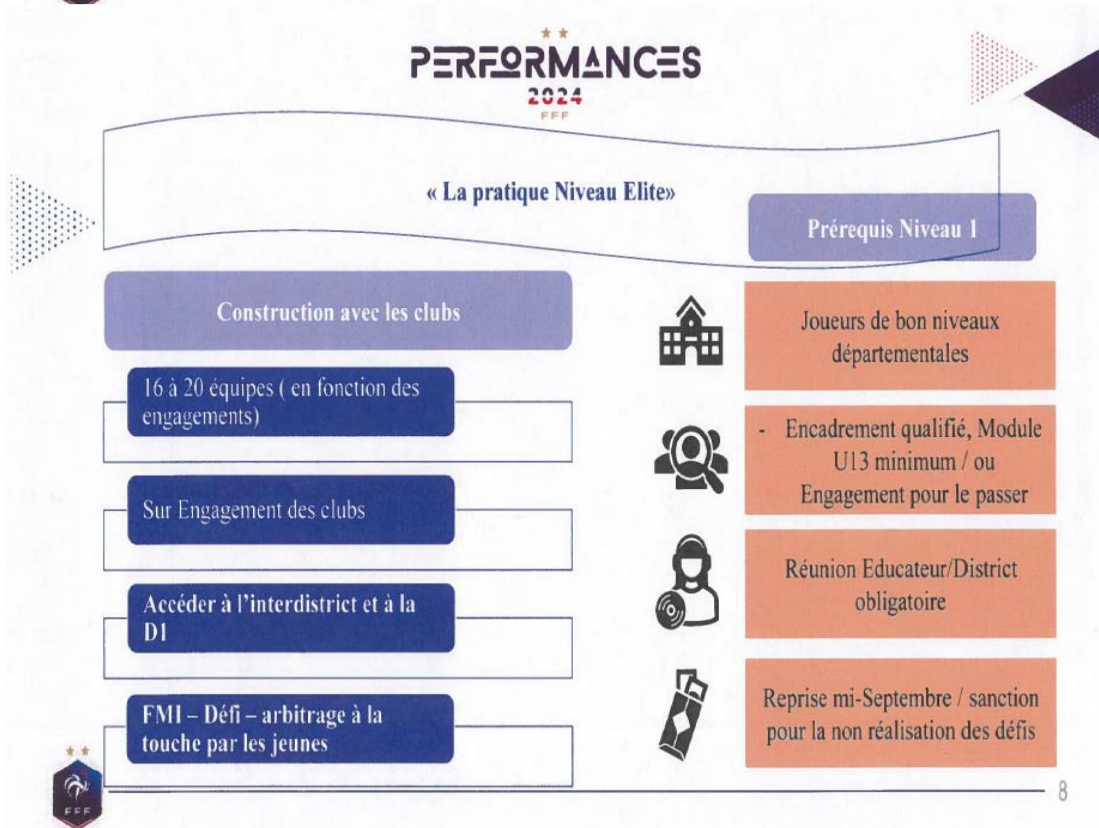 PERFORMANCES
2024
FFF
« La pratique Niveau Elite»
Prérequis Niveau 1
Construction avec les clubs
16 à 20 équipes ( en fonction des
engagements)
Sur Engagement des clubs
Accéder à l’interdistrict et à la
D1
FMI – Défi – arbitrage à la
touche par les jeunes
Joueurs de bon niveaux
départementales
- Encadrement qualifié, Module
U13 minimum / ou
Engagement pour le passer
Réunion Educateur/District
obligatoire
Reprise mi-Septembre / sanction
pour la non réalisation des défis
FFF
8